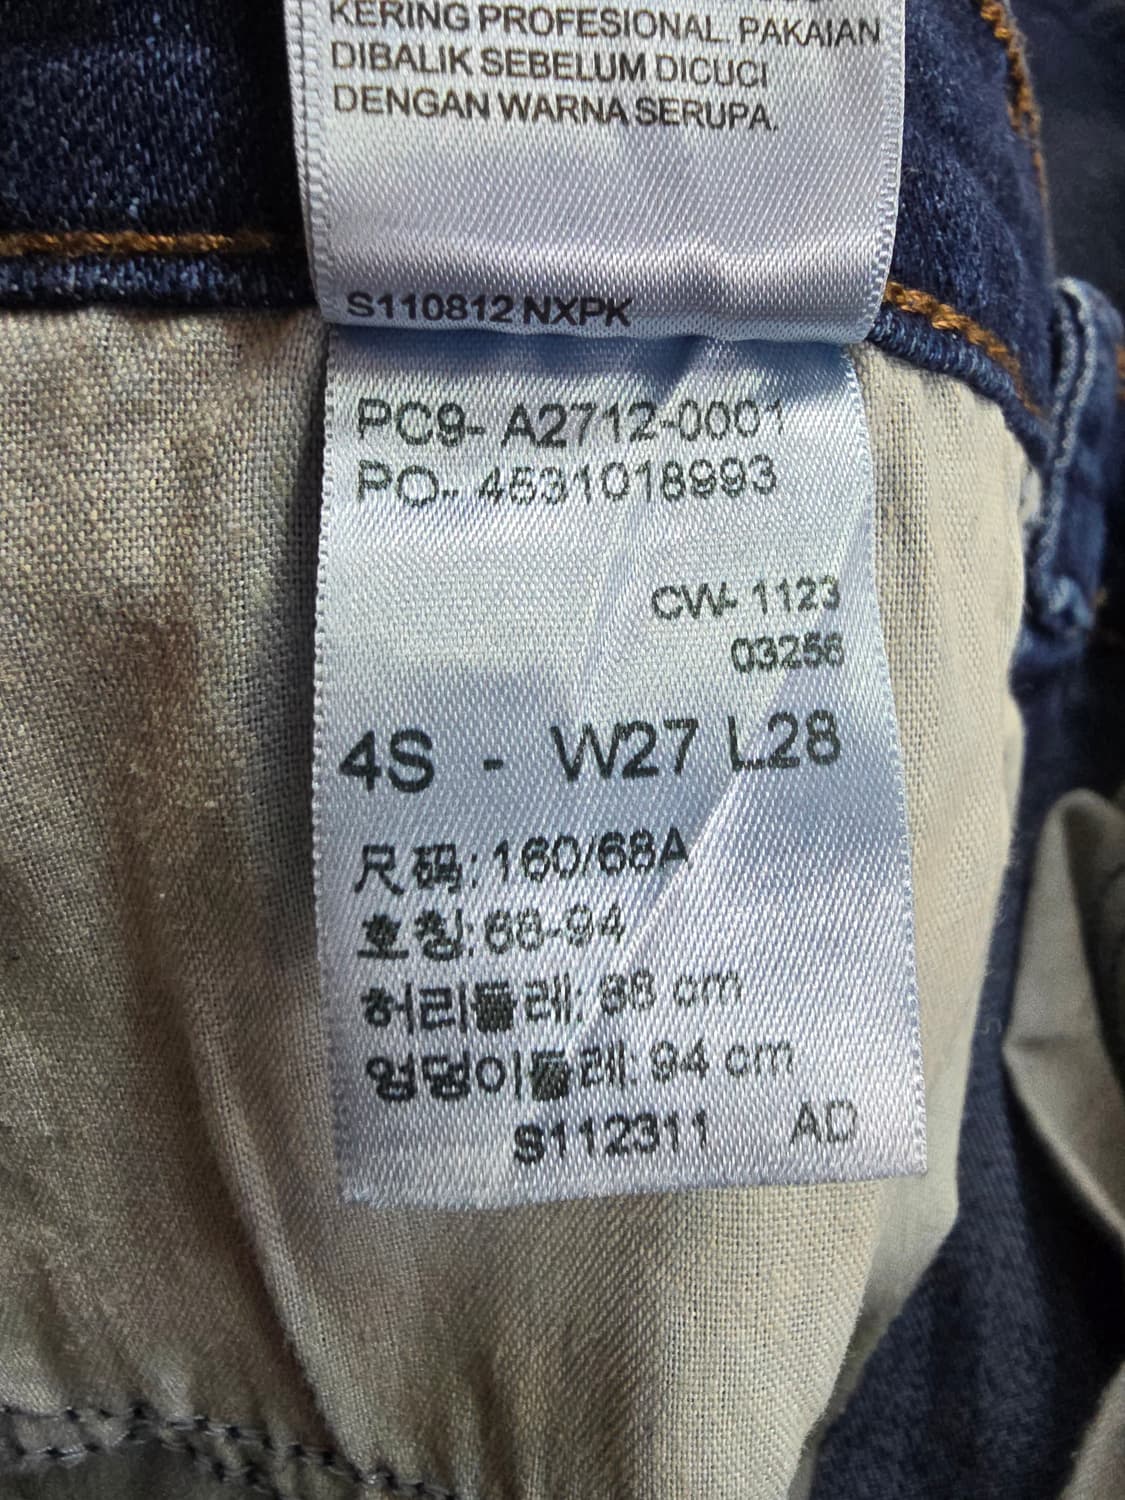 KERING PROFESIONAL. PAKAIAN
DIBALIK SEBELUM DICUCI
DENGAN WARNA SERUPA.
S110812 NXPK
PC9- A2712-0001
PO- 4531018993
CW- 1123
03256
4S - W27 L28
尺码: 160/68A
호칭: 68-94
허리둘레: 68 cm
엉덩이둘레: 94 cm
S112311 AD